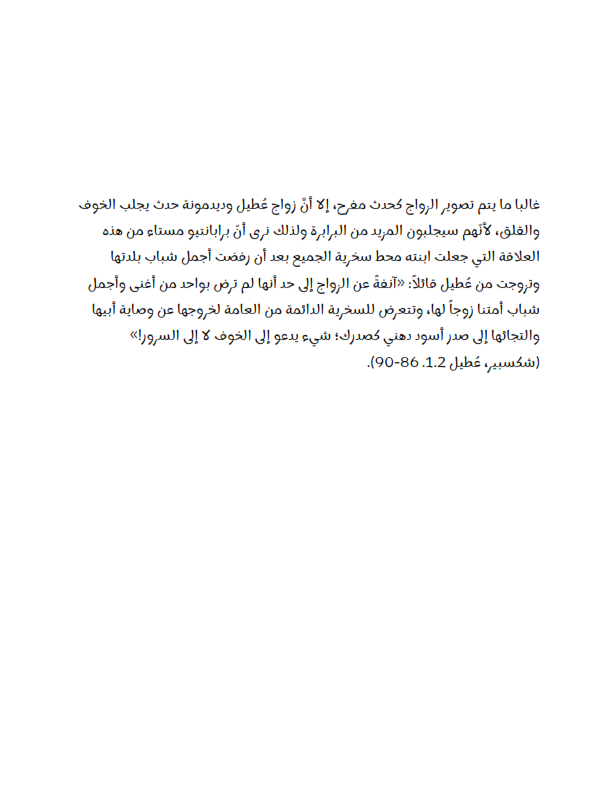 غالبا ما يتم تصوير الزواج كحدث مفرح، إلا أنَّ زواج عُطيل وديدمونة حدث يجلب الخوف
والقلق، لأنّهم سيجلبون المزيد من البرابرة ولذلك نرى أنّ برابانتيو مستاء من هذه
العلاقة التي جعلت ابنته محط سخرية الجميع بعد أن رفضت أجمل شباب بلدتها
وتزوجت من عُطيل قائلاً: «آنفةً عن الزواج إلى حد أنها لم ترض بواحد من أغنى وأجمل
شباب أمتنا زوجاً لها، وتتعرض للسخرية الدائمة من العامة لخروجها عن وصاية أبيها
والتجائها إلى صدر أسود دهني كصدرك؛ شيء يدعو إلى الخوف لا إلى السرور!»
(شكسبير، عُطيل 1.2. 86-90).